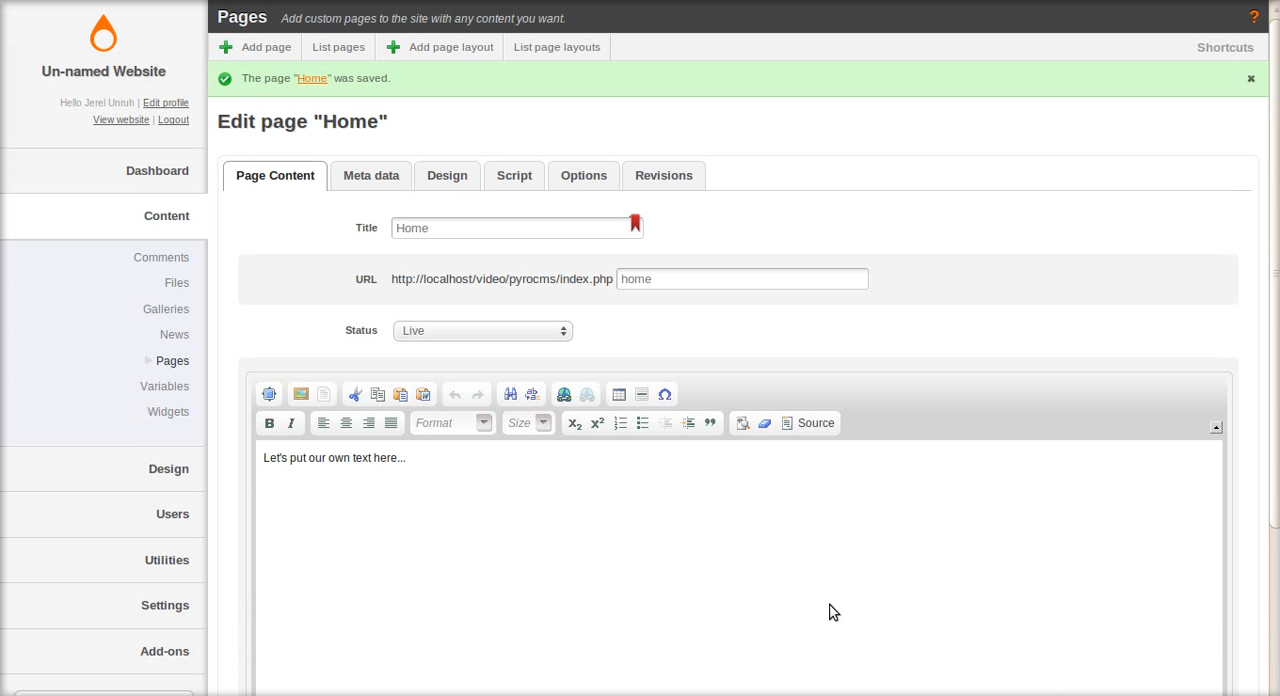 Un-named Website
Hello Jerel Unruh | Edit profile
View website | Logout
Dashboard
Content
Comments
Files
Galleries
News
Pages
Variables
Widgets
Design
Users
Utilities
Settings
Add-ons
Pages Add custom pages to the site with any content you want. ?
Add page List pages Add page layout List page layouts Shortcuts
The page "Home" was saved.
Edit page "Home"
Page Content Meta data Design Script Options Revisions
Title Home
URL http://localhost/video/pyrocms/index.php home
Status Live
B I Format Size Source
Let's put our own text here...